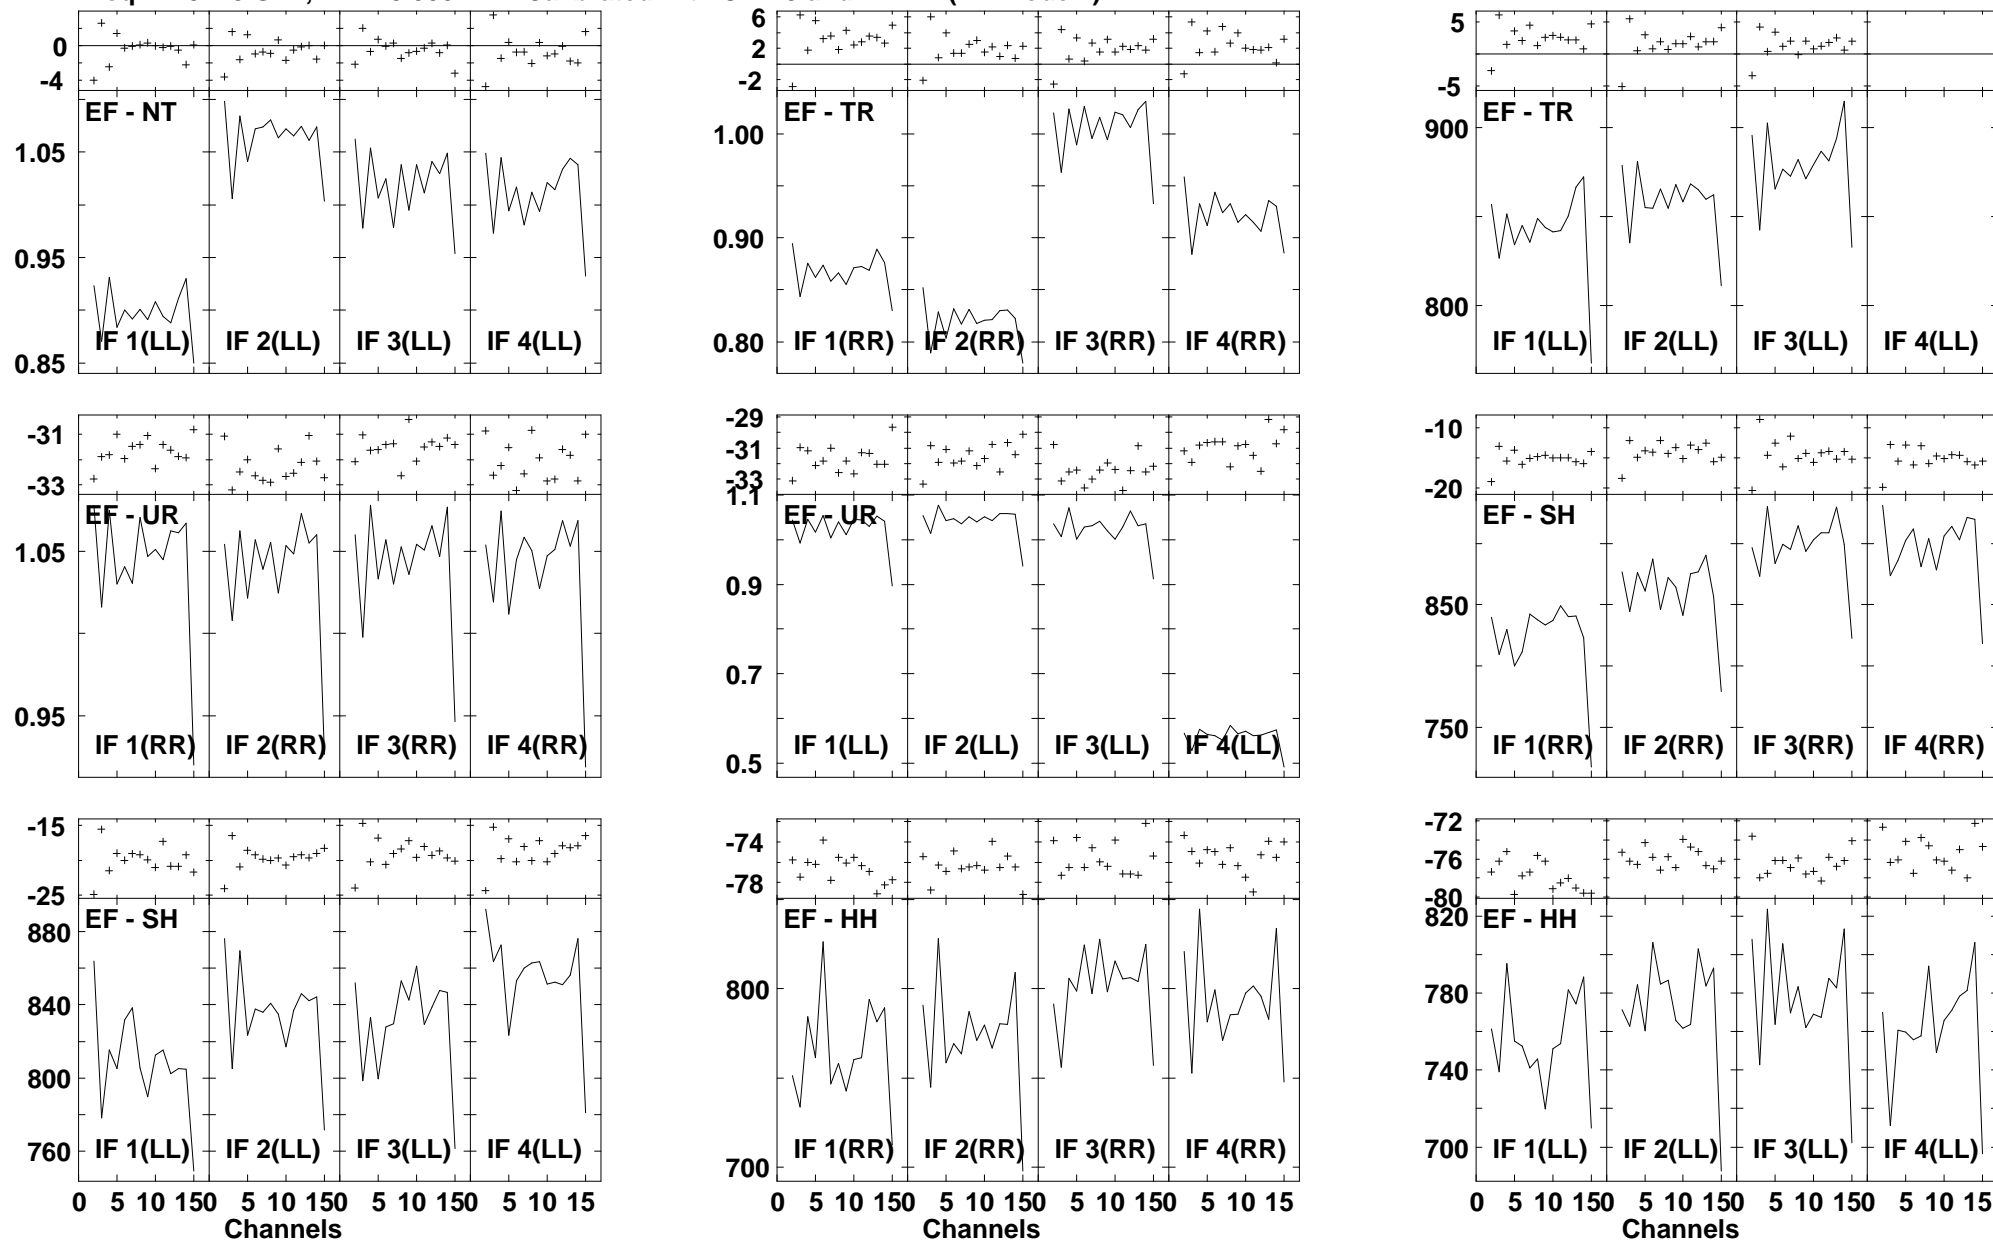 0
-4
EF - NT
1.05
0.95
0.85
IF 1(LL)
IF 2(LL)
IF 3(LL)
IF 4(LL)
6
2
-2
EF - TR
1.00
0.90
0.80
IF 1(RR)
IF 2(RR)
IF 3(RR)
IF 4(RR)
5
-5
EF - TR
900
800
IF 1(LL)
IF 2(LL)
IF 3(LL)
IF 4(LL)
-31
-33
EF - UR
1.05
0.95
IF 1(RR)
IF 2(RR)
IF 3(RR)
IF 4(RR)
-29
-31
-33
1.1
EF - UR
0.9
0.7
0.5
IF 1(LL)
IF 2(LL)
IF 3(LL)
IF 4(LL)
-10
-20
EF - SH
850
750
IF 1(RR)
IF 2(RR)
IF 3(RR)
IF 4(RR)
-15
-25
EF - SH
880
840
800
760
IF 1(LL)
IF 2(LL)
IF 3(LL)
IF 4(LL)
0 5 10 150 5 10 150 5 10 150 5 10 15
Channels
-74
-78
EF - HH
800
700
IF 1(RR)
IF 2(RR)
IF 3(RR)
IF 4(RR)
0 5 10 150 5 10 150 5 10 150 5 10 15
Channels
-72
-76
-80
EF - HH
820
780
740
700
IF 1(LL)
IF 2(LL)
IF 3(LL)
IF 4(LL)
0 5 10 150 5 10 150 5 10 150 5 10 15
Channels